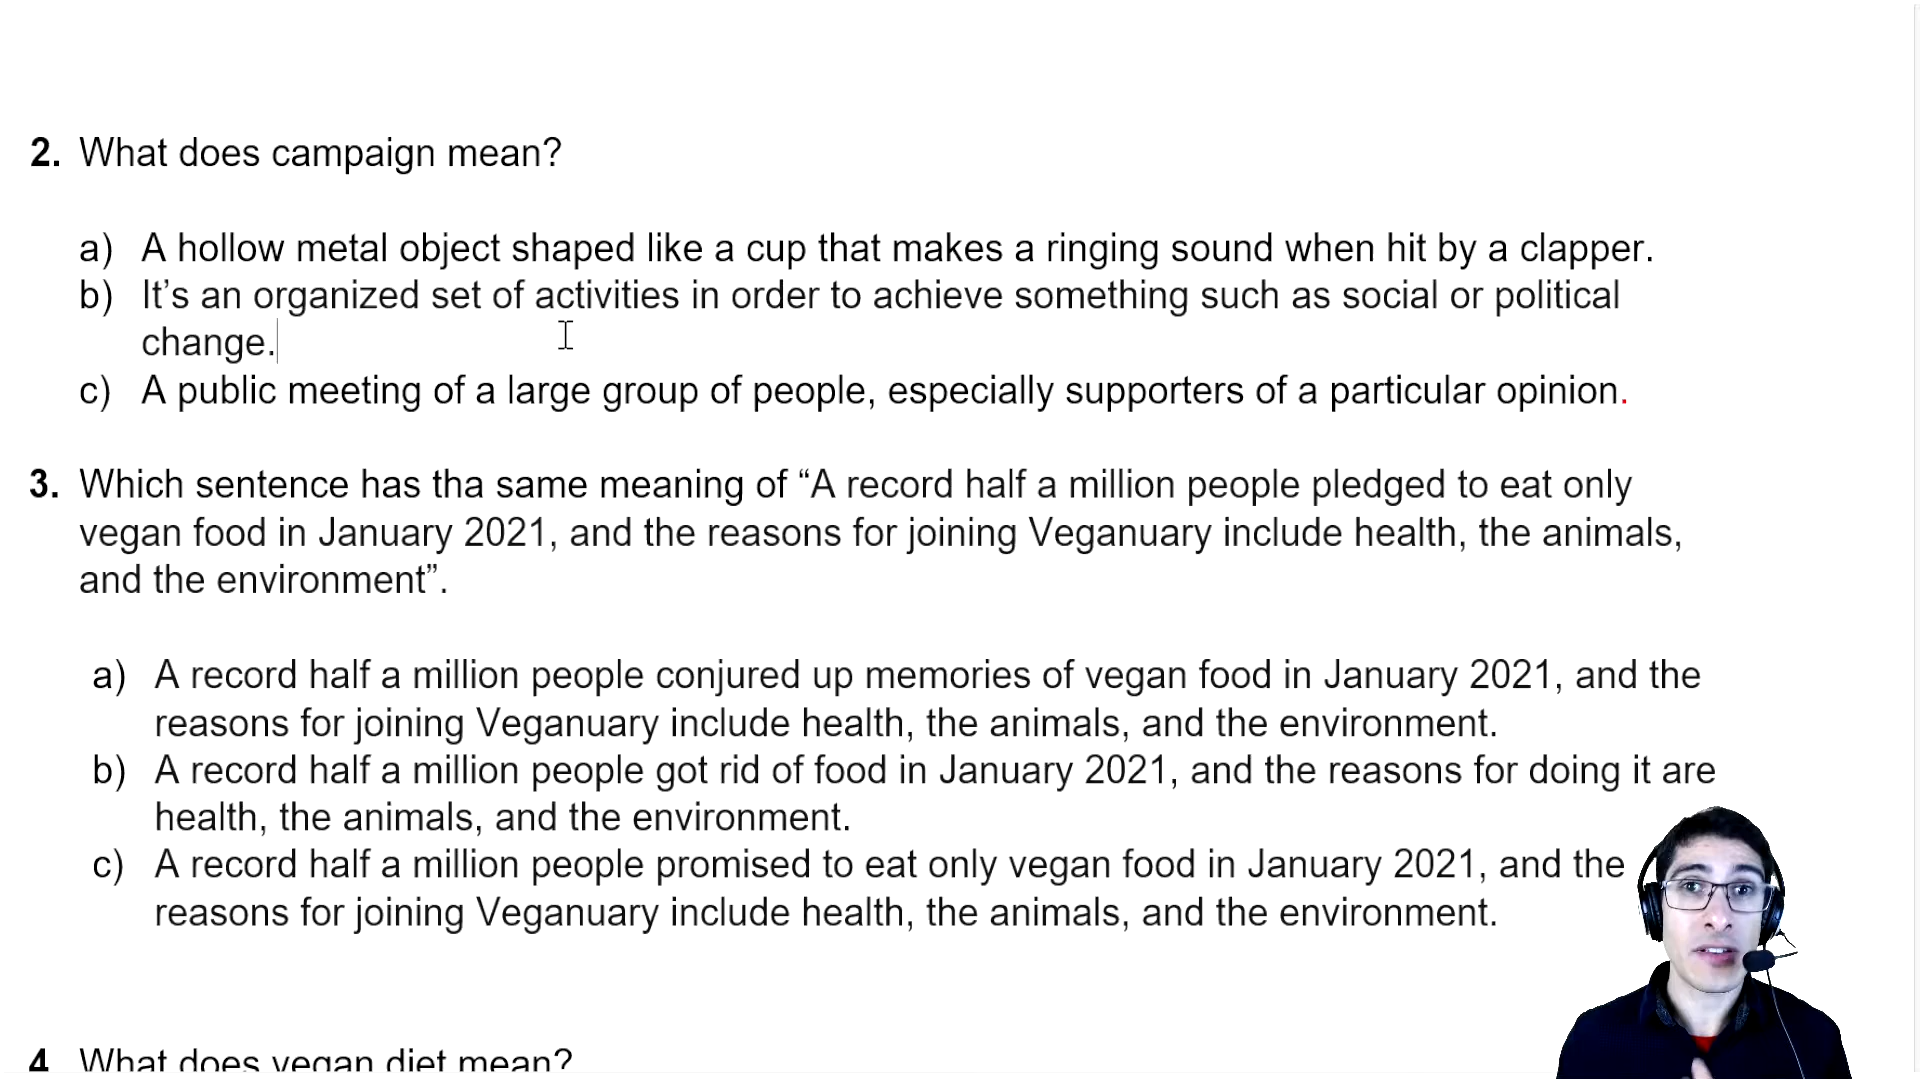 2. What does campaign mean?
a) A hollow metal object shaped like a cup that makes a ringing sound when hit by a clapper.
b) It’s an organized set of activities in order to achieve something such as social or political
change.
c) A public meeting of a large group of people, especially supporters of a particular opinion.
3. Which sentence has tha same meaning of “A record half a million people pledged to eat only
vegan food in January 2021, and the reasons for joining Veganuary include health, the animals,
and the environment”.
a) A record half a million people conjured up memories of vegan food in January 2021, and the
reasons for joining Veganuary include health, the animals, and the environment.
b) A record half a million people got rid of food in January 2021, and the reasons for doing it are
health, the animals, and the environment.
c) A record half a million people promised to eat only vegan food in January 2021, and the
reasons for joining Veganuary include health, the animals, and the environment.
4 What does vegan diet mean?